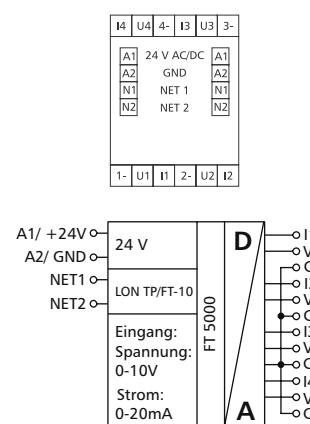 I4 U4 4- I3 U3 3-
A1 24 V AC/DC A1
A2 GND A2
N1 NET 1 N1
N2 NET 2 N2
1- U1 I1 2- U2 I2
A1/ +24V
A2/ GND
NET1
NET2
24 V
LON TP/FT-10
Eingang:
Spannung:
0-10V
Strom:
0-20mA
FT 5000
D
A